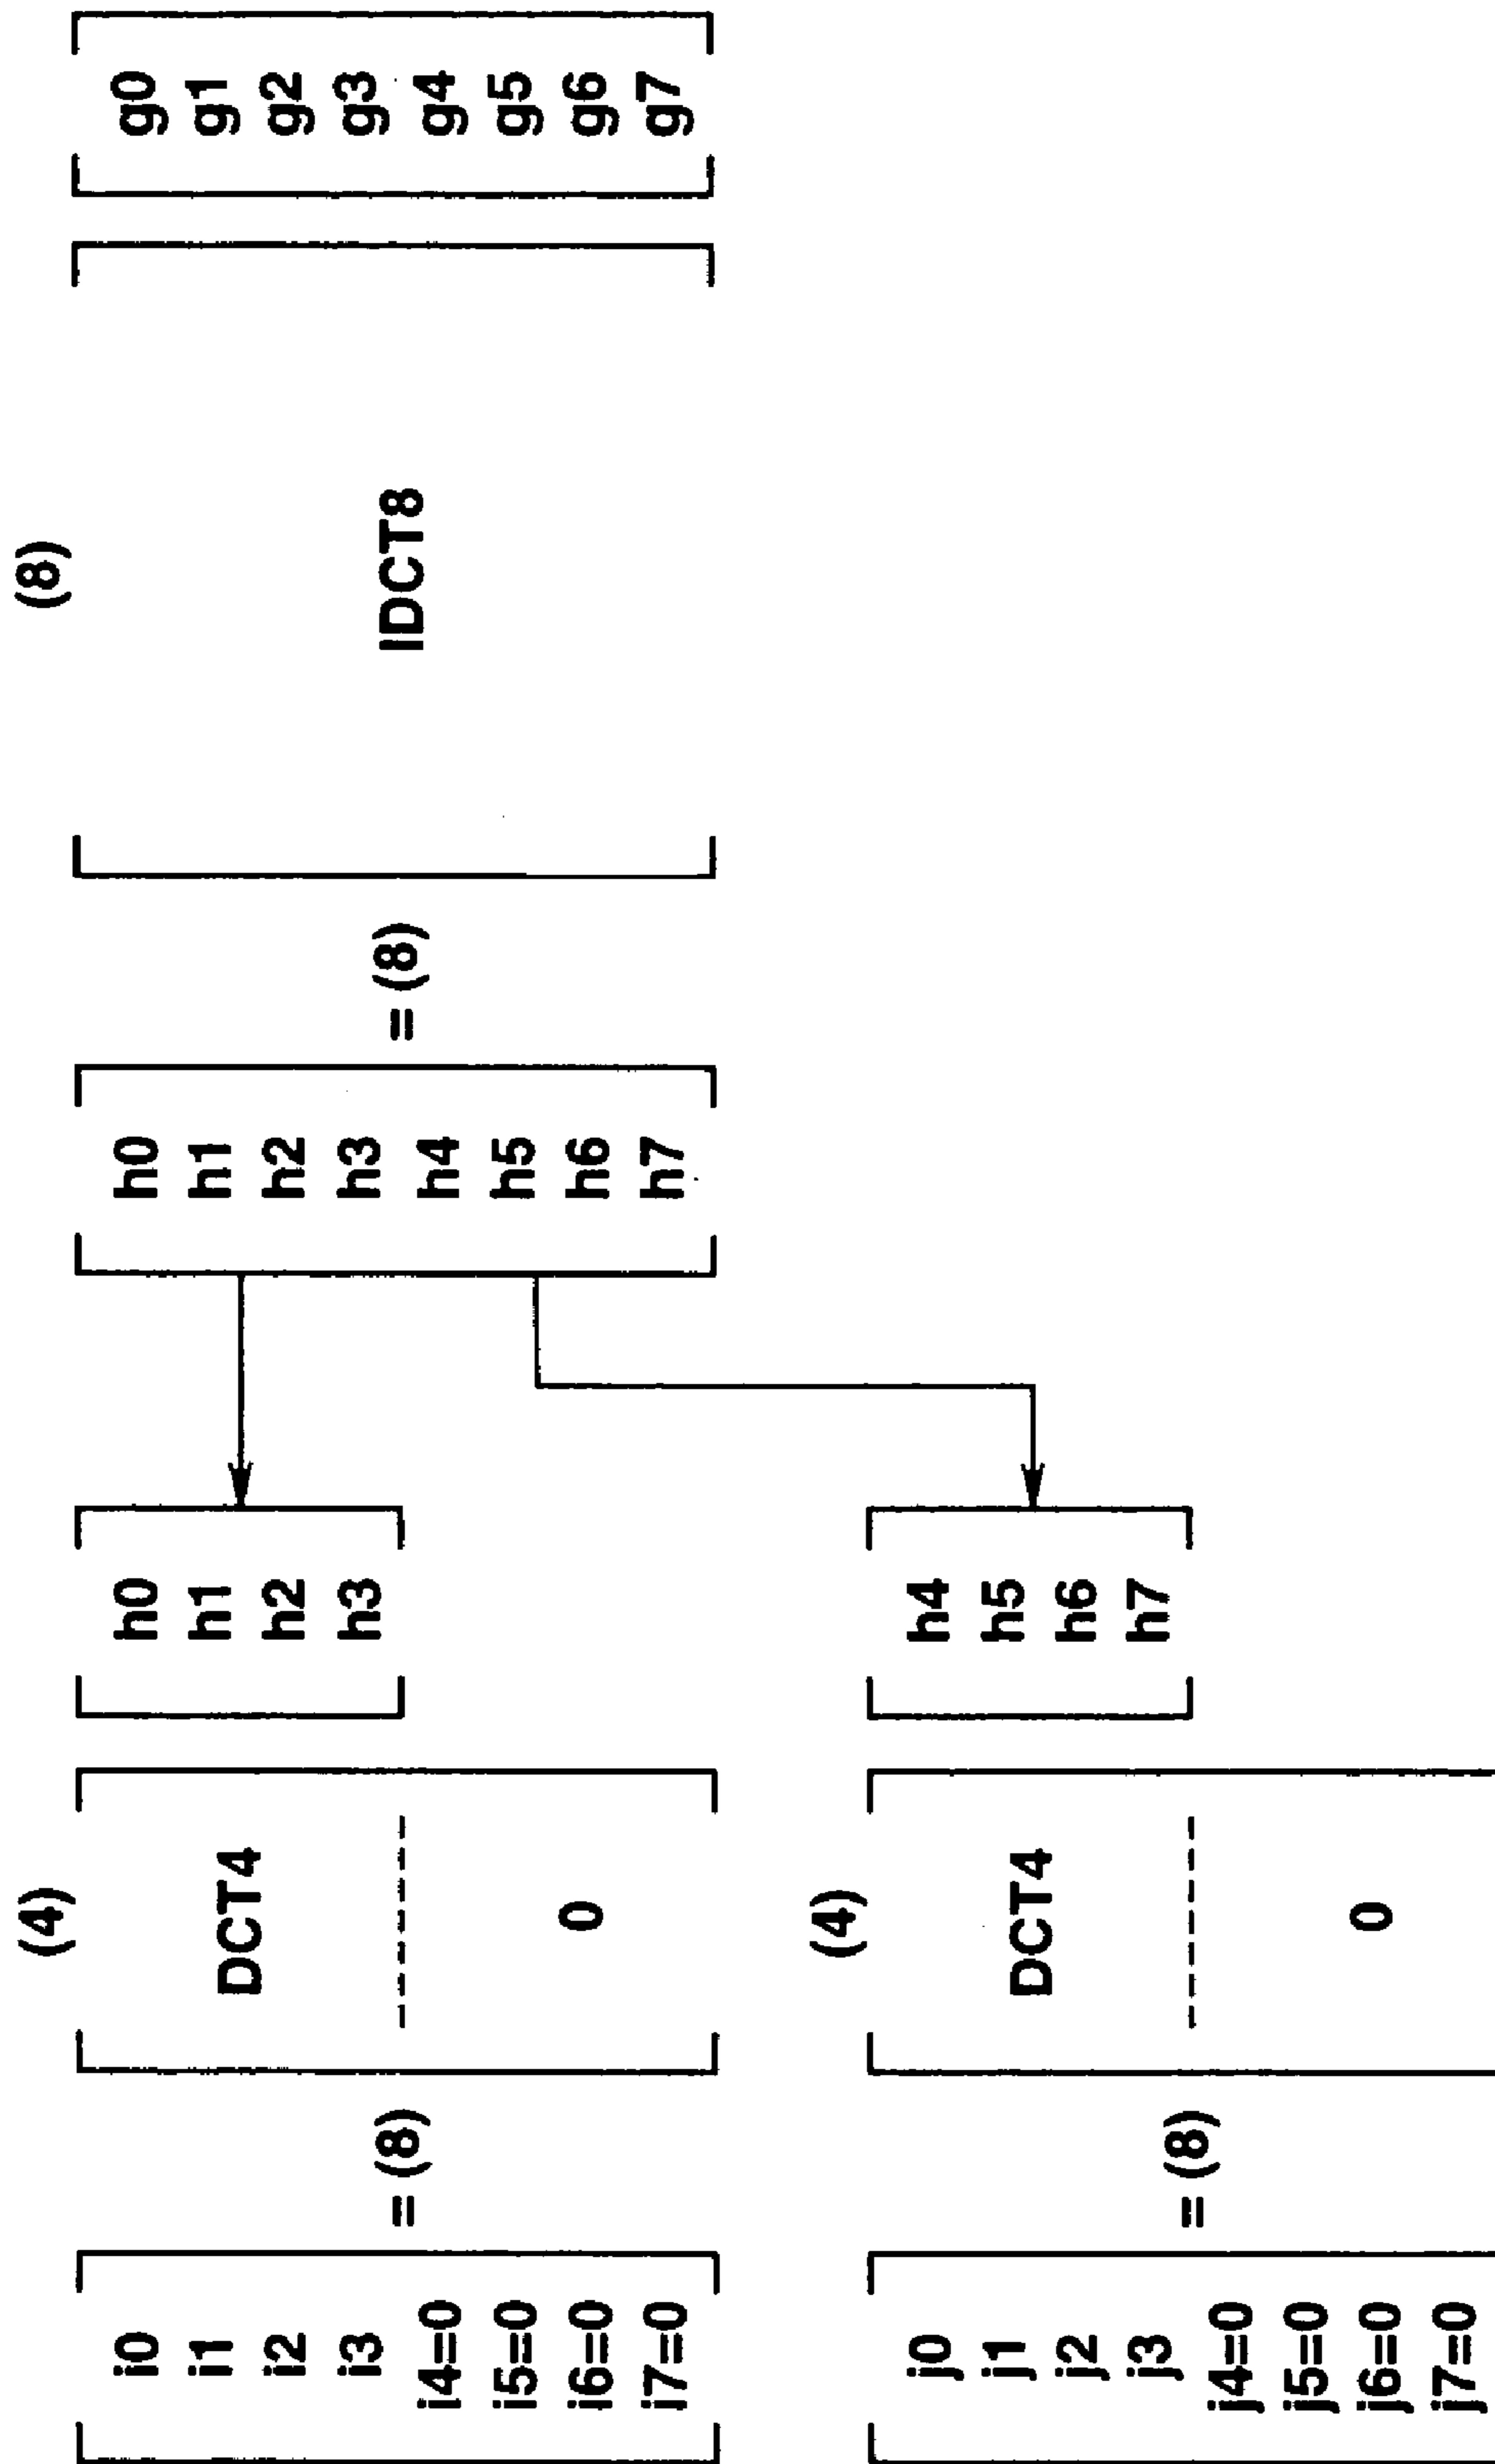 (4) (8)
i0 h0 h0 g0
i1 h1 h1 g1
DCT4
i2 h2 h2 g2
i3 h3 h3 g3
= (8) = (8) IDCT8
i4=0 h4 g4
i5=0 h5 g5
i6=0 0 h6 g6
i7=0 h7 g7
(4)
j0 h4
j1 h5
DCT4
j2 h6
j3 h7
= (8)
j4=0
j5=0
j6=0 0
j7=0